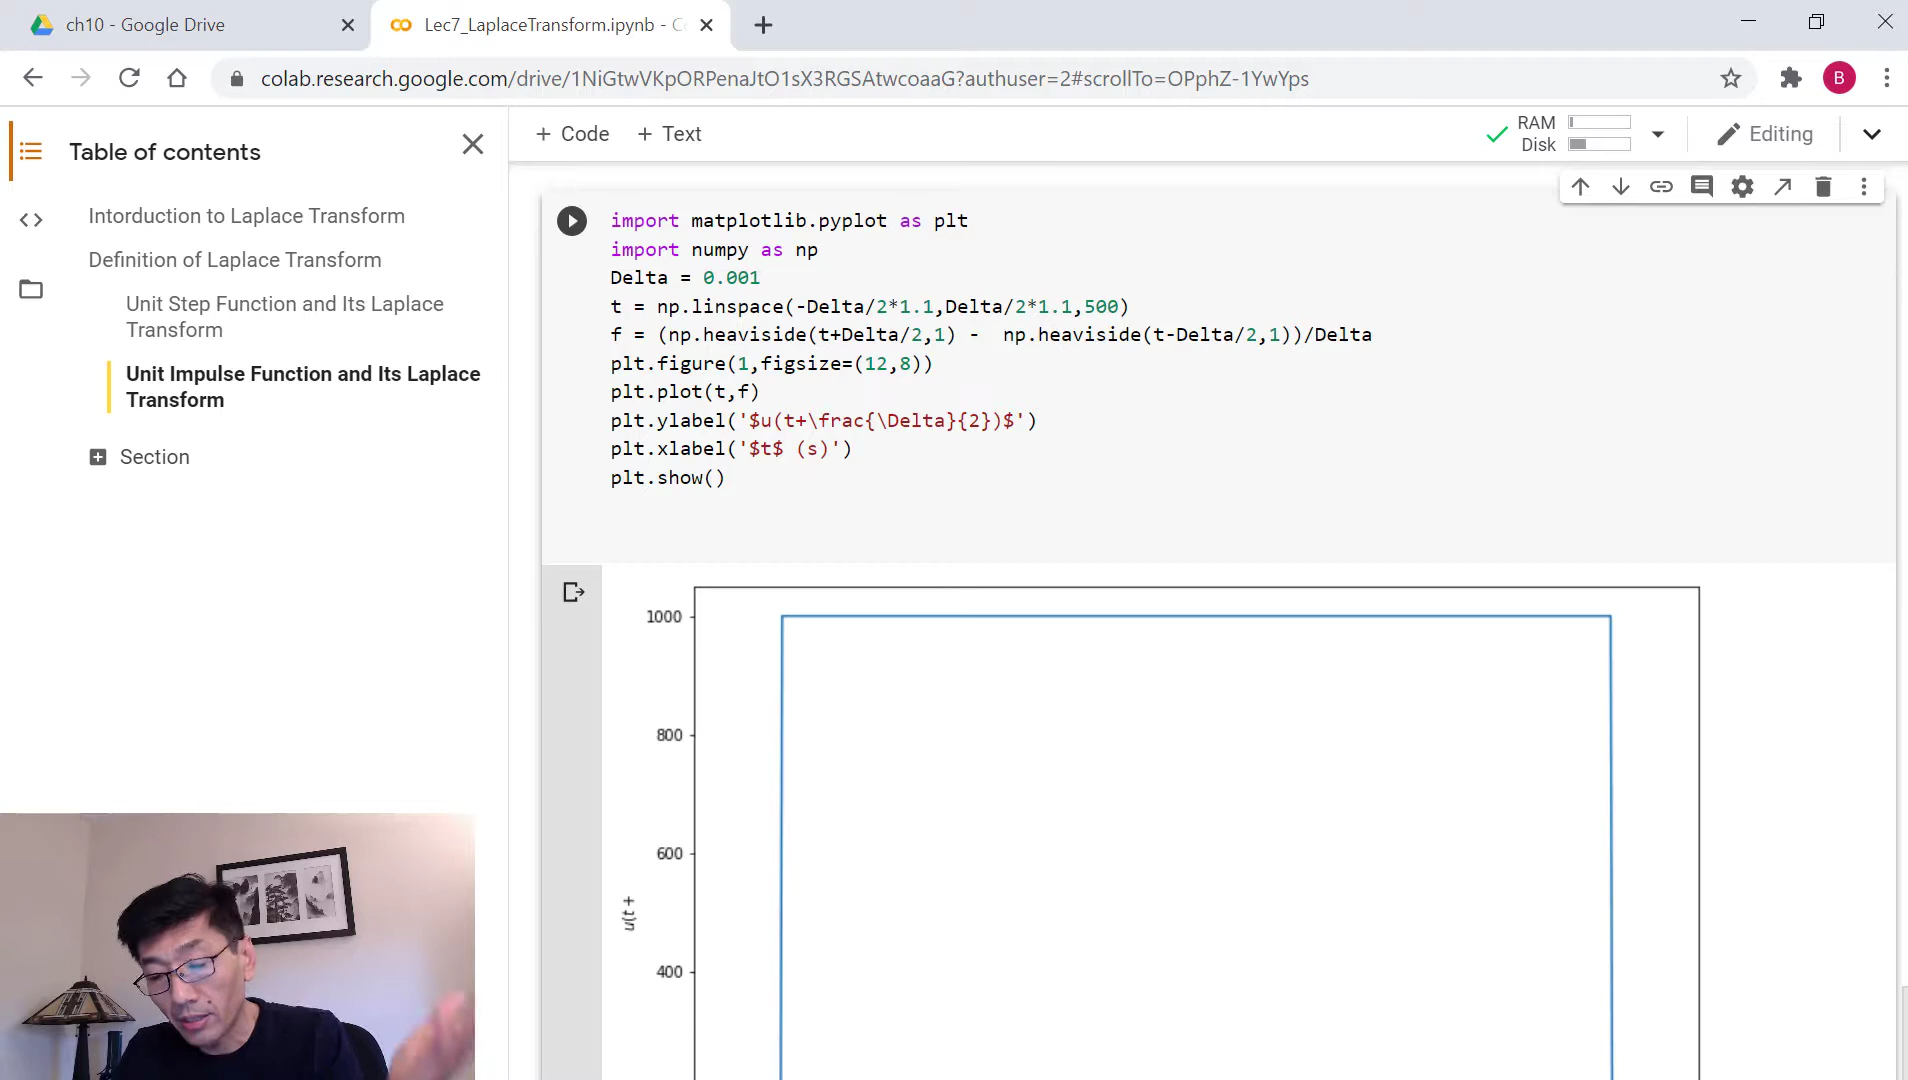 ch10 - Google Drive
Lec7_LaplaceTransform.ipynb - C
colab.research.google.com/drive/1NiGtwVKpORPenaJtO1sX3RGSAtwcoaaG?authuser=2#scrollTo=OPphZ-1YwYps
B
Table of contents
Intorduction to Laplace Transform
Definition of Laplace Transform
Unit Step Function and Its Laplace
Transform
Unit Impulse Function and Its Laplace
Transform
Section
+ Code + Text
RAM
Disk
Editing
import matplotlib.pyplot as plt
import numpy as np
Delta = 0.001
t = np.linspace(-Delta/2*1.1,Delta/2*1.1,500)
f = (np.heaviside(t+Delta/2,1) -  np.heaviside(t-Delta/2,1))/Delta
plt.figure(1,figsize=(12,8))
plt.plot(t,f)
plt.ylabel('$u(t+\frac{\Delta}{2})$')
plt.xlabel('$t$ (s)')
plt.show()
1000
800
600
400
u(t +